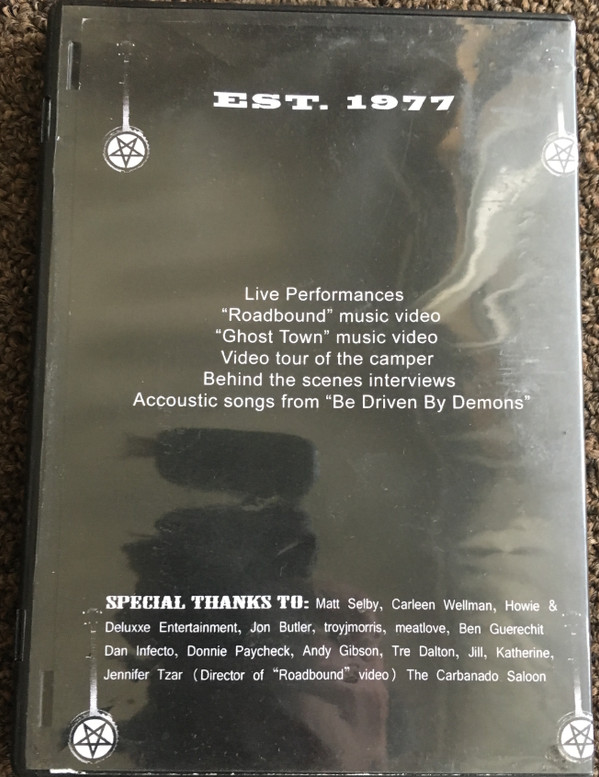 EST. 1977
Live Performances
“Roadbound” music video
“Ghost Town” music video
Video tour of the camper
Behind the scenes interviews
Accoustic songs from “Be Driven By Demons”
SPECIAL THANKS TO: Matt Selby, Carleen Wellman, Howie &
Deluxxe Entertainment, Jon Butler, troyjmorris, meatlove, Ben Guerechit
Dan Infecto, Donnie Paycheck, Andy Gibson, Tre Dalton, Jill, Katherine,
Jennifer Tzar (Director of “Roadbound” video) The Carbanado Saloon